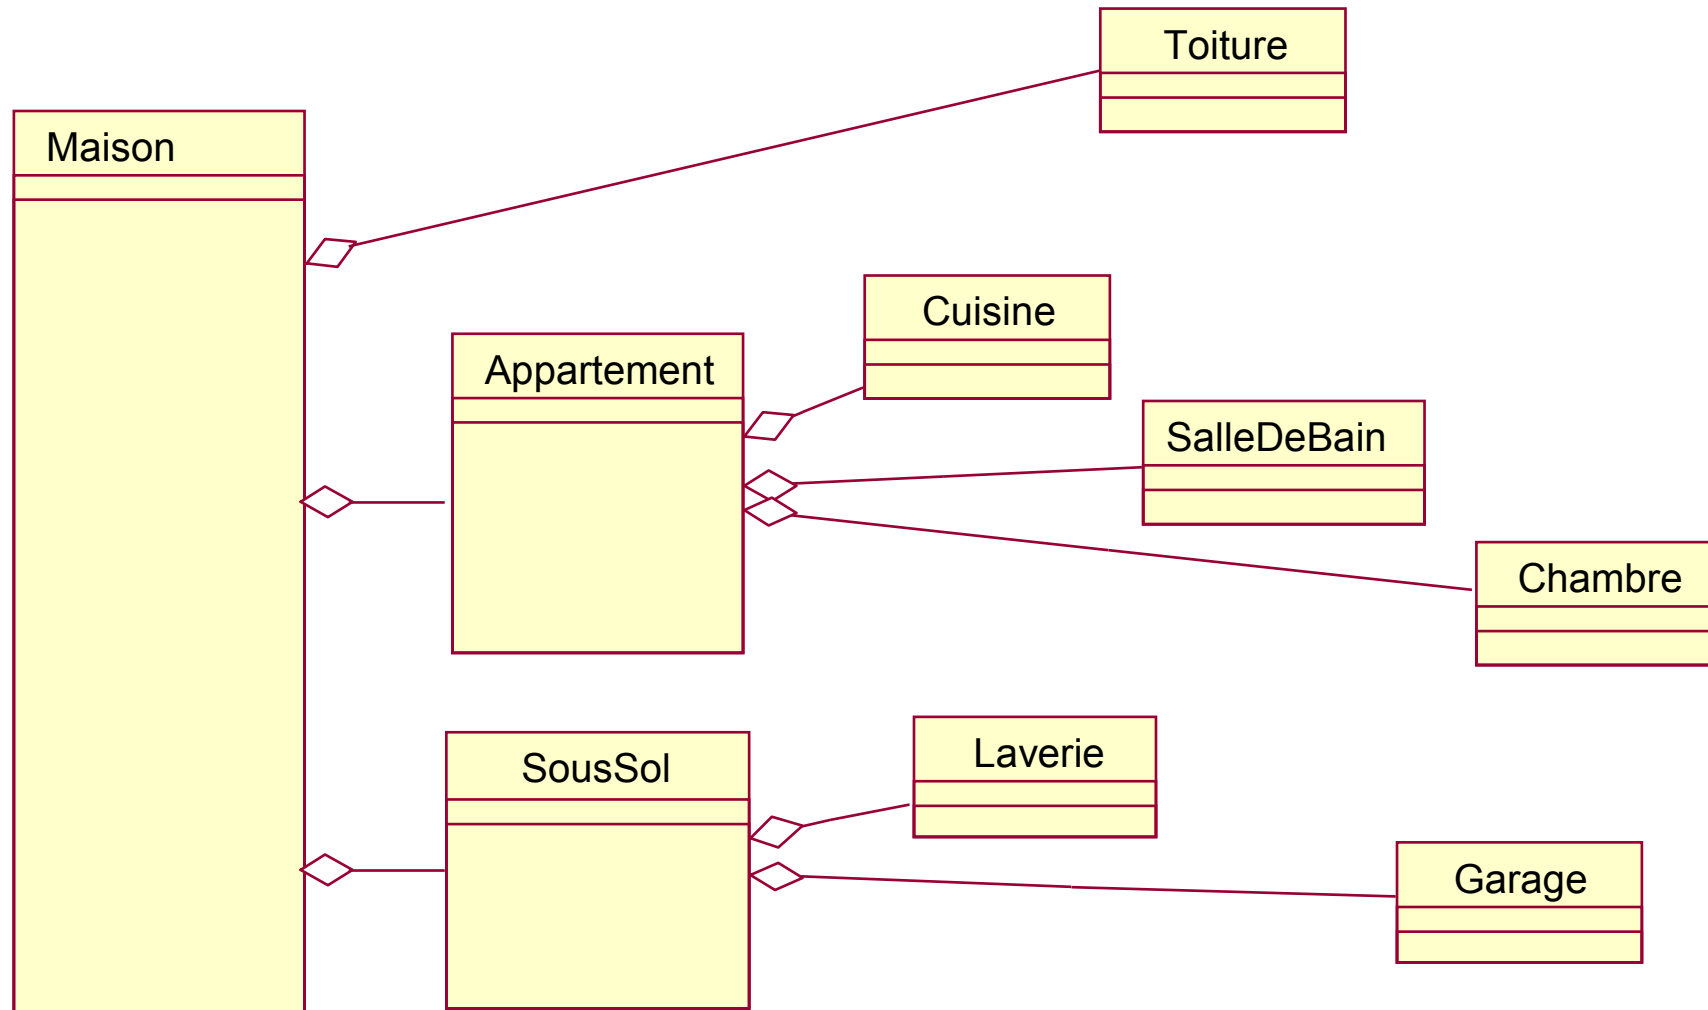 Toiture
Maison
Cuisine
Appartement
SalleDeBain
Chambre
SousSol
Laverie
Garage